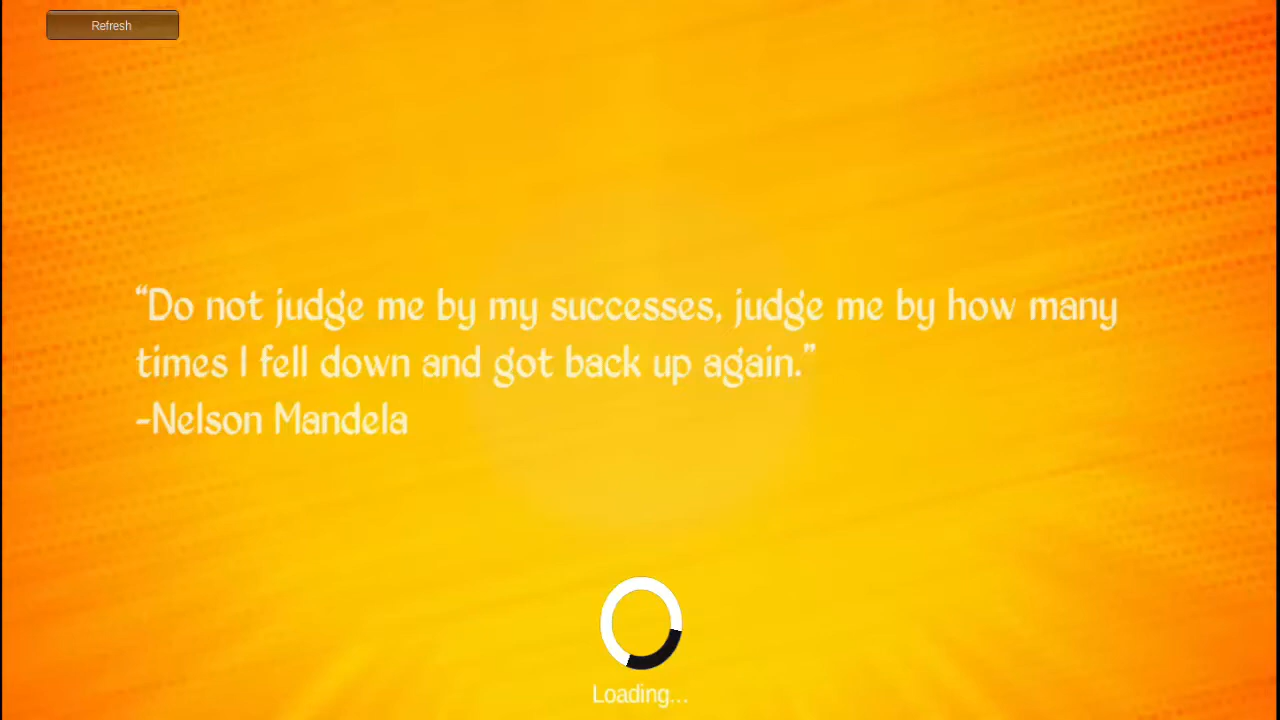 Refresh
“Do not judge me by my successes, judge me by how many
times I fell down and got back up again.”
-Nelson Mandela
Loading...